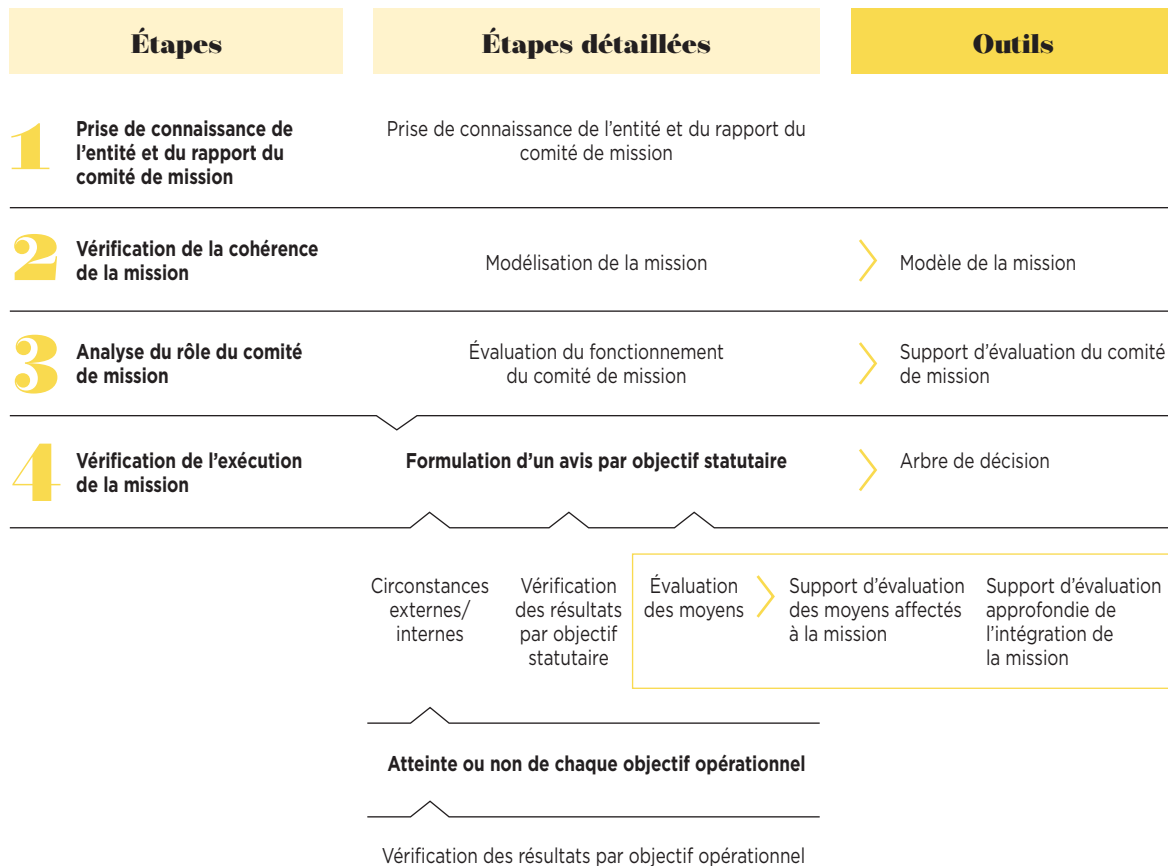 Étapes
Étapes détaillées
Outils
1
Prise de connaissance de
l'entité et du rapport du
comité de mission
Prise de connaissance de l'entité et du rapport du
comité de mission
2
Vérification de la cohérence
de la mission
Modélisation de la mission
Modèle de la mission
3
Analyse du rôle du comité
de mission
Évaluation du fonctionnement
du comité de mission
Support d'évaluation du comité
de mission
4
Vérification de l'exécution
de la mission
Formulation d'un avis par objectif statutaire
Arbre de décision
Circonstances
externes/
internes
Vérification
des résultats
par objectif
statutaire
Évaluation
des moyens
Support d'évaluation
des moyens affectés
à la mission
Support d'évaluation
approfondie de
l'intégration de
la mission
Atteinte ou non de chaque objectif opérationnel
Vérification des résultats par objectif opérationnel